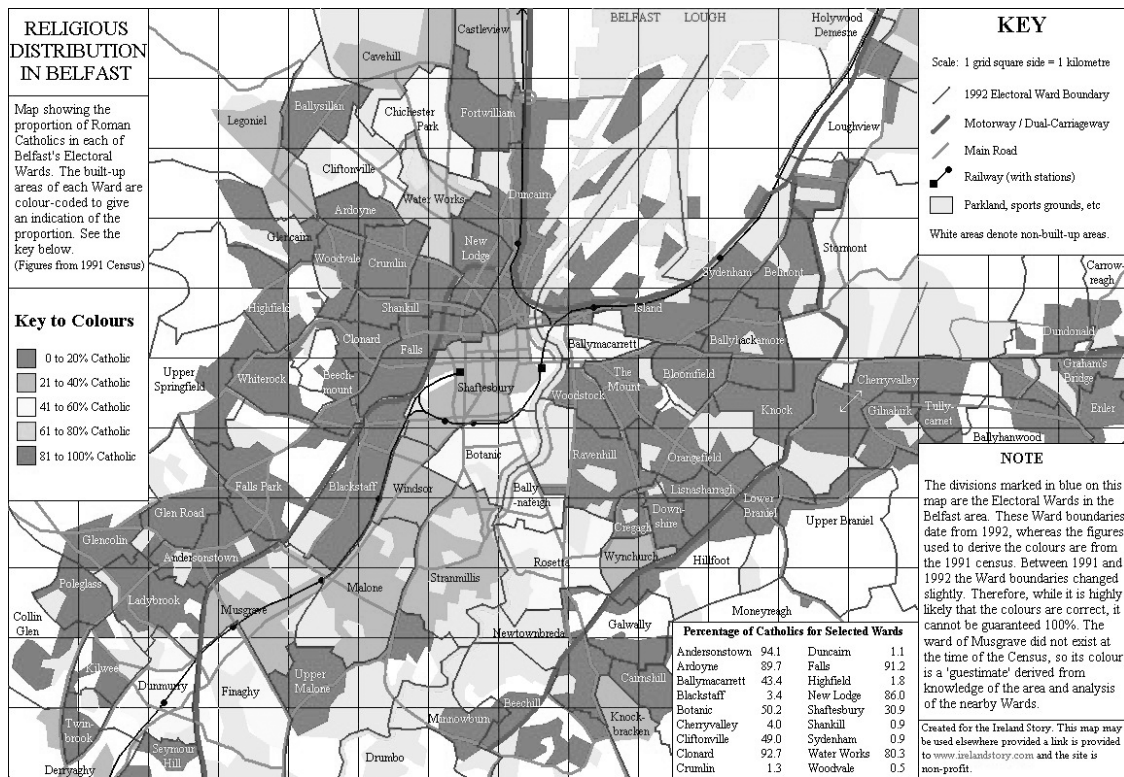 RELIGIOUS
DISTRIBUTION
IN BELFAST
Map showing the
proportion of Roman
Catholics in each of
Belfast's Electoral
Wards. The built-up
areas of each Ward are
colour-coded to give
an indication of the
proportion. See the
key below.
(Figures from 1991 Census)
Key to Colours
0 to 20% Catholic
21 to 40% Catholic
41 to 60% Catholic
61 to 80% Catholic
81 to 100% Catholic
BELFAST LOUGH
Castleview
Holywood
Demesne
Cavehill
Ballysillan
Chichester
Park
Fortwilliam
Legoniel
Loughview
Cliftonville
Water Works
Duncairn
Ardoyne
Glencairn
New
Lodge
Woodvale
Crumlin
Stormont
Sydenham
Belmont
Carrow-
reagh
Highfield
Shankill
Island
Dundonald
Clonard
Falls
Ballymacarrett
Ballyhackamore
Upper
Springfield
Whiterock
Beech-
mount
Shaftesbury
Woodstock
The
Mount
Bloomfield
Cherryvalley
Graham's
Bridge
Knock
Gilnahirk
Tully-
carnet
Enler
Ballyhanwood
Botanic
Ravenhill
Orangefield
Falls Park
Blackstaff
Windsor
Bally
-nafeigh
Lisnasharragh
Glen Road
Cregagh
Down-
shire
Lower
Braniel
Upper Braniel
Glencolin
Andersonstown
Rosetta
Wynchurch
Hillfoot
Poleglass
Ladybrook
Malone
Stranmillis
Musgrave
Moneyreagh
Collin
Glen
Galwally
Newtownbreda
Kilwee
Dunmurry
Finaghy
Upper
Malone
Cairnshill
Beechill
Minnowburn
Knock-
bracken
Twin-
brook
Seymour
Hill
Drumbo
Derryaghy
KEY
Scale: 1 grid square side = 1 kilometre
1992 Electoral Ward Boundary
Motorway / Dual-Carriageway
Main Road
Railway (with stations)
Parkland, sports grounds, etc
White areas denote non-built-up areas.
NOTE
The divisions marked in blue on this
map are the Electoral Wards in the
Belfast area. These Ward boundaries
date from 1992, whereas the figures
used to derive the colours are from
the 1991 census. Between 1991 and
1992 the Ward boundaries changed
slightly. Therefore, while it is highly
likely that the colours are correct, it
cannot be guaranteed 100%. The
ward of Musgrave did not exist at
the time of the Census, so its colour
is a 'guestimate' derived from
knowledge of the area and analysis
of the nearby Wards.
Created for the Ireland Story. This map may
be used elsewhere provided a link is provided
to www.irelandstory.com and the site is
non-profit.
Percentage of Catholics for Selected Wards
Andersonstown 94.1 Duncairn 1.1
Ardoyne 89.7 Falls 91.2
Ballymacarrett 43.4 Highfield 1.8
Blackstaff 3.4 New Lodge 86.0
Botanic 50.2 Shaftesbury 30.9
Cherryvalley 4.0 Shankill 0.9
Cliftonville 49.0 Sydenham 0.9
Clonard 92.7 Water Works 80.3
Crumlin 1.3 Woodvale 0.5